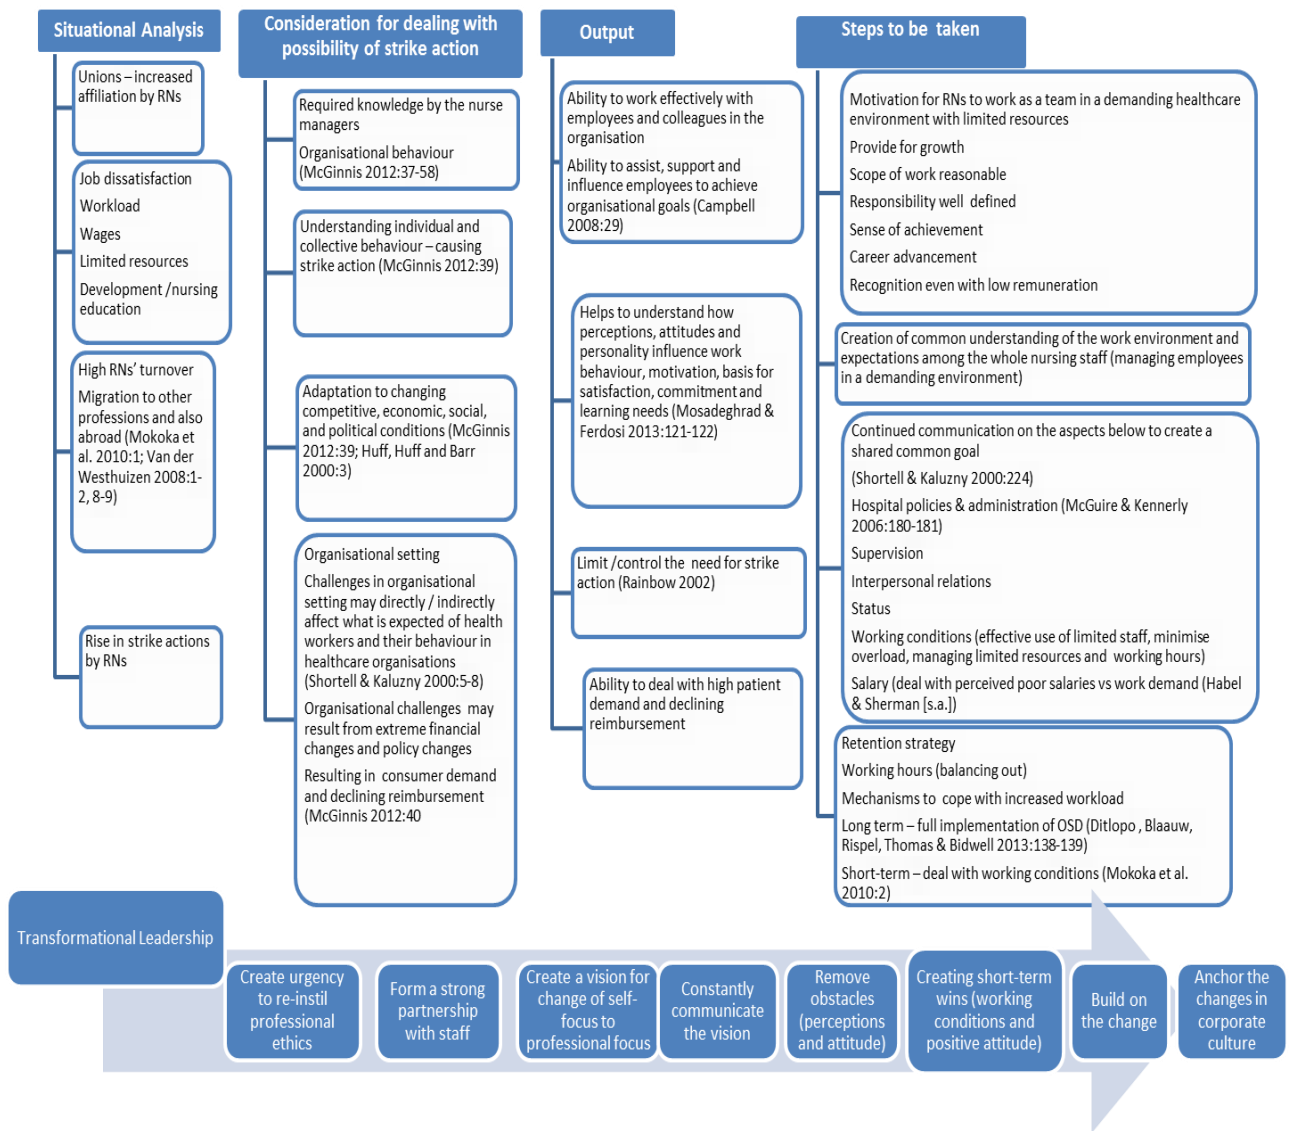 Situational Analysis
Unions – increased
affiliation by RNs
Job dissatisfaction
Workload
Wages
Limited resources
Development /nursing
education
High RNs' turnover
Migration to other
professions and also
abroad (Mokoka et
al. 2010:1; Van der
Westhuizen 2008:1-
2, 8-9)
Rise in strike actions
by RNs
Consideration for dealing with
possibility of strike action
Required knowledge by the nurse
managers
Organisational behaviour
(McGinnis 2012:37-58)
Understanding individual and
collective behaviour – causing
strike action (McGinnis 2012:39)
Adaptation to changing
competitive, economic, social,
and political conditions (McGinnis
2012:39; Huff, Huff and Barr
2000:3)
Organisational setting
Challenges in organisational
setting may directly / indirectly
affect what is expected of health
workers and their behaviour in
healthcare organisations
(Shortell & Kaluzny 2000:5-8)
Organisational challenges may
result from extreme financial
changes and policy changes
Resulting in consumer demand
and declining reimbursement
(McGinnis 2012:40
Output
Ability to work effectively with
employees and colleagues in the
organisation
Ability to assist, support and
influence employees to achieve
organisational goals (Campbell
2008:29)
Helps to understand how
perceptions, attitudes and
personality influence work
behaviour, motivation, basis for
satisfaction, commitment and
learning needs (Mosadeghrad &
Ferdosi 2013:121-122)
Limit /control the need for strike
action (Rainbow 2002)
Ability to deal with high patient
demand and declining
reimbursement
Steps to be taken
Motivation for RNs to work as a team in a demanding healthcare
environment with limited resources
Provide for growth
Scope of work reasonable
Responsibility well defined
Sense of achievement
Career advancement
Recognition even with low remuneration
Creation of common understanding of the work environment and
expectations among the whole nursing staff (managing employees
in a demanding environment)
Continued communication on the aspects below to create a
shared common goal
(Shortell & Kaluzny 2000:224)
Hospital policies & administration (McGuire & Kennerly
2006:180-181)
Supervision
Interpersonal relations
Status
Working conditions (effective use of limited staff, minimise
overload, managing limited resources and working hours)
Salary (deal with perceived poor salaries vs work demand (Habel
& Sherman [s.a.])
Retention strategy
Working hours (balancing out)
Mechanisms to cope with increased workload
Long term – full implementation of OSD (Ditlopo , Blaauw,
Rispel, Thomas & Bidwell 2013:138-139)
Short-term – deal with working conditions (Mokoka et al.
2010:2)
Transformational Leadership
Create urgency
to re-instil
professional
ethics
Form a strong
partnership
with staff
Create a vision for
change of self-
focus to
professional focus
Constantly
communicate
the vision
Remove
obstacles
(perceptions
and attitude)
Creating short-term
wins (working
conditions and
positive attitude)
Build on
the change
Anchor the
changes in
corporate
culture